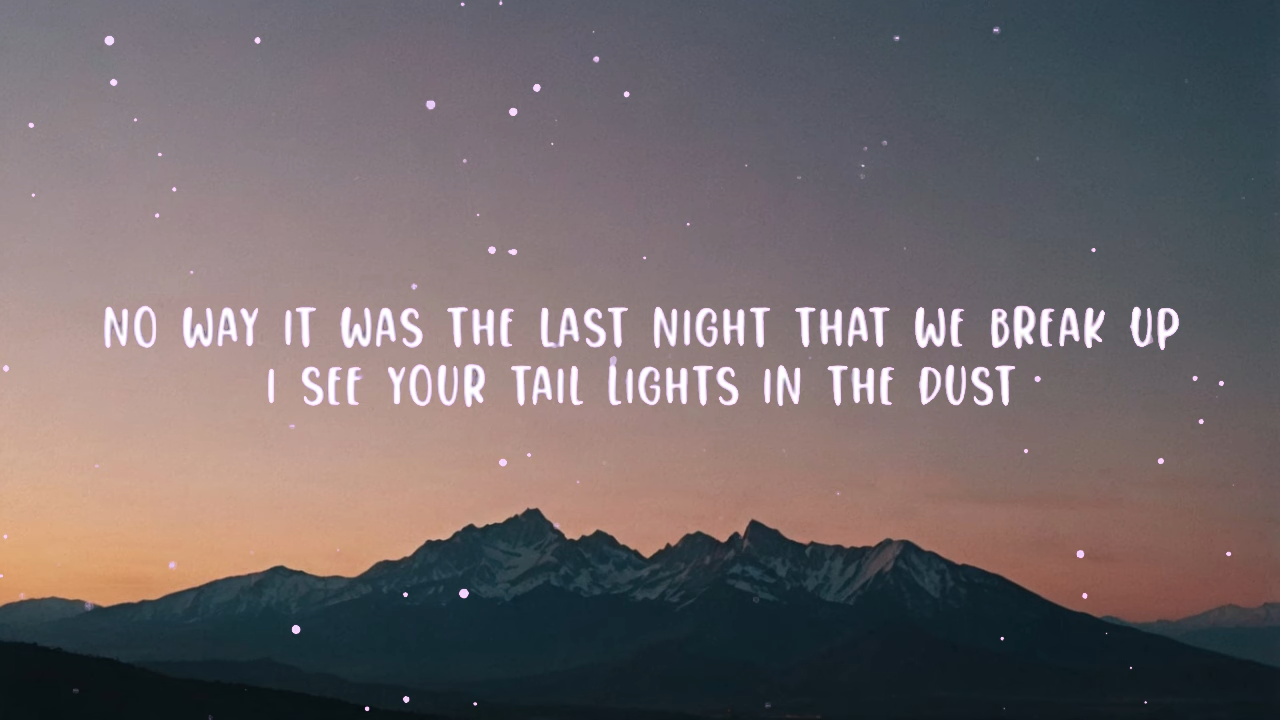 NO WAY IT WAS THE LAST NIGHT THAT WE BREAK UP
I SEE YOUR TAIL LIGHTS IN THE DUST